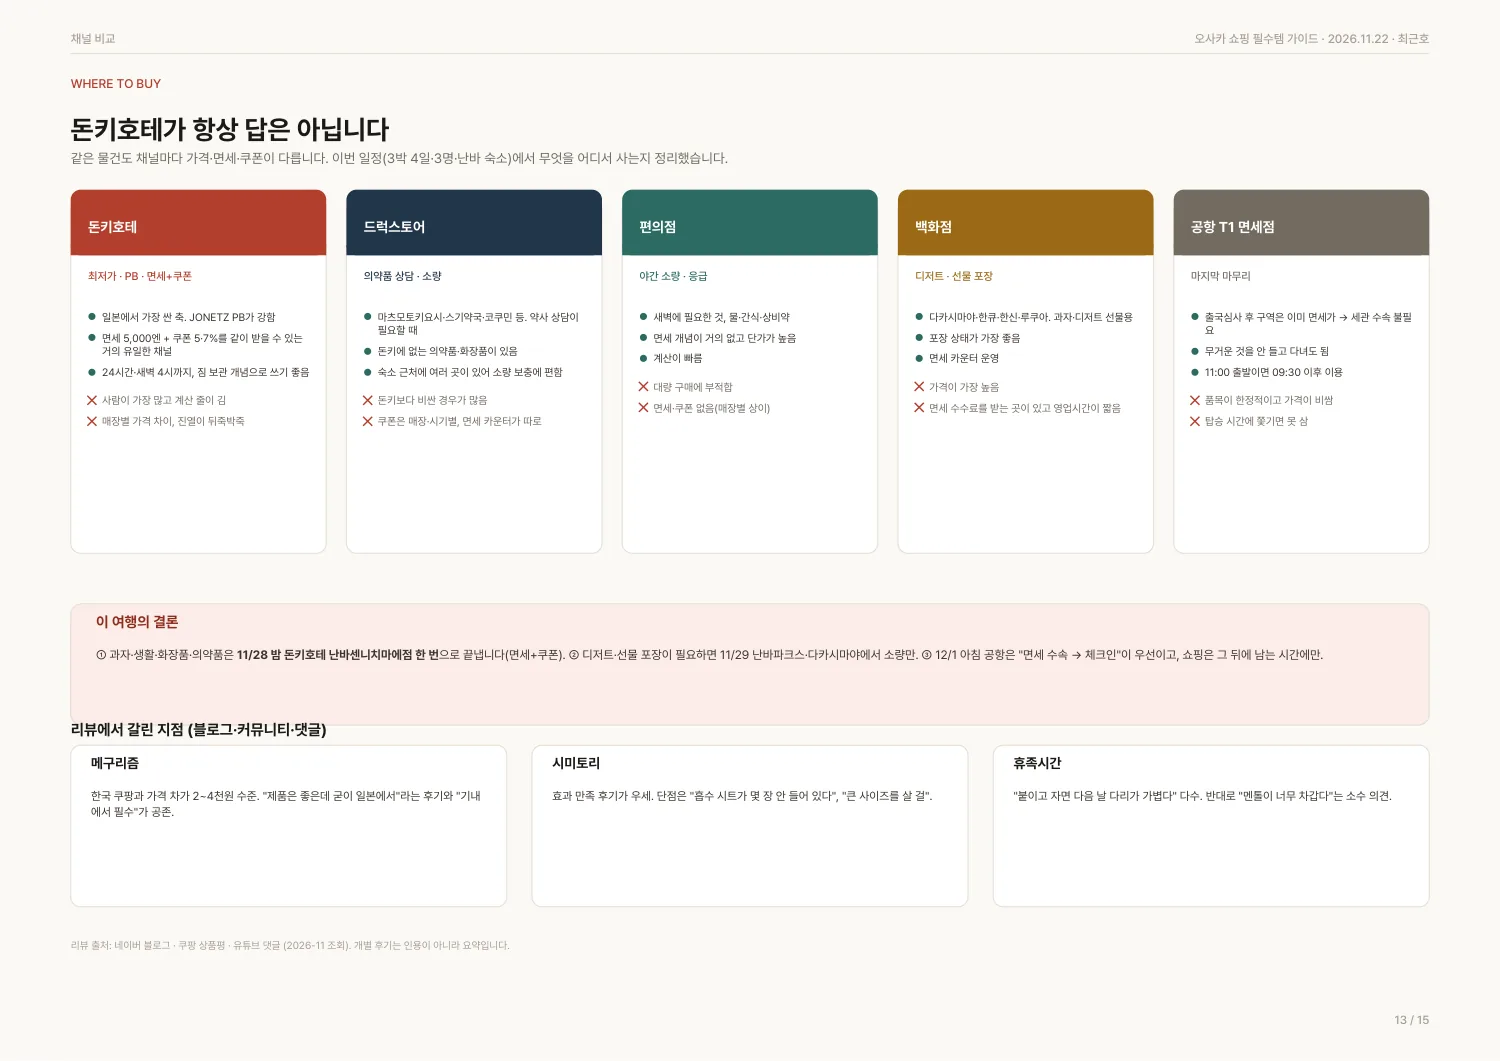 채널 비교
오사카 쇼핑 필수템 가이드 · 2026.11.22 · 최근호
WHERE TO BUY
돈키호테가 항상 답은 아닙니다
같은 물건도 채널마다 가격·면세·쿠폰이 다릅니다. 이번 일정(3박 4일·3명·난바 숙소)에서 무엇을 어디서 사는지 정리했습니다.
돈키호테
최저가 · PB · 면세+쿠폰
일본에서 가장 싼 축. JONETZ PB가 강함
면세 5,000엔 + 쿠폰 5·7%를 같이 받을 수 있는
거의 유일한 채널
24시간·새벽 4시까지, 짐 보관 개념으로 쓰기 좋음
사람이 가장 많고 계산 줄이 김
매장별 가격 차이, 진열이 뒤죽박죽
드럭스토어
의약품 상담 · 소량
마츠모토키요시·스기약국·코쿠민 등. 약사 상담이
필요할 때
돈키에 없는 의약품·화장품이 있음
숙소 근처에 여러 곳이 있어 소량 보충에 편함
돈키보다 비싼 경우가 많음
쿠폰은 매장·시기별, 면세 카운터가 따로
편의점
야간 소량 · 응급
새벽에 필요한 것, 물·간식·상비약
면세 개념이 거의 없고 단가가 높음
계산이 빠름
대량 구매에 부적합
면세·쿠폰 없음(매장별 상이)
백화점
디저트 · 선물 포장
다카시마야·한큐·한신·루쿠아. 과자·디저트 선물용
포장 상태가 가장 좋음
면세 카운터 운영
가격이 가장 높음
면세 수수료를 받는 곳이 있고 영업시간이 짧음
공항 T1 면세점
마지막 마무리
출국심사 후 구역은 이미 면세가 → 세관 수속 불필
요
무거운 것을 안 들고 다녀도 됨
11:00 출발이면 09:30 이후 이용
품목이 한정적이고 가격이 비쌈
탑승 시간에 쫓기면 못 삼
이 여행의 결론
① 과자·생활·화장품·의약품은 11/28 밤 돈키호테 난바센니치마에점 한 번으로 끝냅니다(면세+쿠폰). ② 디저트·선물 포장이 필요하면 11/29 난바파크스·다카시마야에서 소량만. ③ 12/1 아침 공항은 "면세 수속 → 체크인"이 우선이고, 쇼핑은 그 뒤에 남는 시간에만.
리뷰에서 갈린 지점 (블로그·커뮤니티·댓글)
메구리즘
한국 쿠팡과 가격 차가 2~4천원 수준. "제품은 좋은데 굳이 일본에서"라는 후기와 "기내
에서 필수"가 공존.
시미토리
효과 만족 후기가 우세. 단점은 "흡수 시트가 몇 장 안 들어 있다", "큰 사이즈를 살 걸".
휴족시간
"붙이고 자면 다음 날 다리가 가볍다" 다수. 반대로 "멘톨이 너무 차갑다"는 소수 의견.
리뷰 출처: 네이버 블로그 · 쿠팡 상품평 · 유튜브 댓글 (2026-11 조회). 개별 후기는 인용이 아니라 요약입니다.
13 / 15